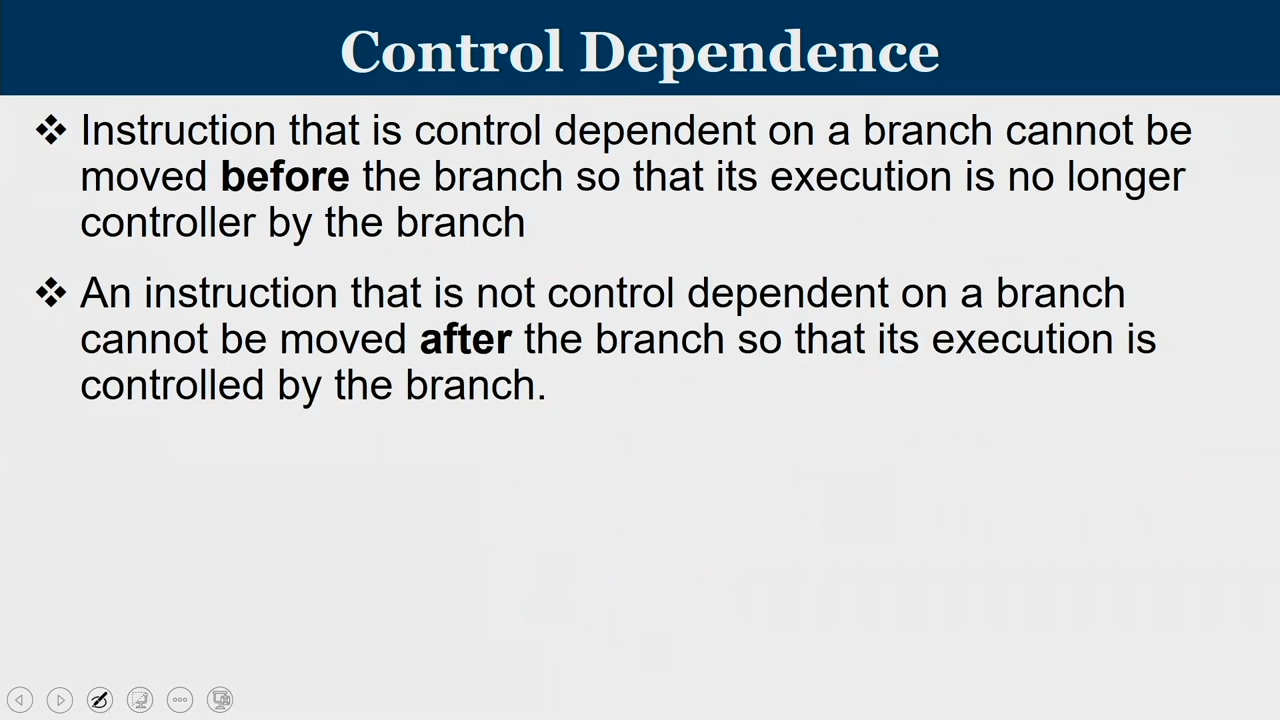 Control Dependence
❖ Instruction that is control dependent on a branch cannot be
moved before the branch so that its execution is no longer
controller by the branch
❖ An instruction that is not control dependent on a branch
cannot be moved after the branch so that its execution is
controlled by the branch.